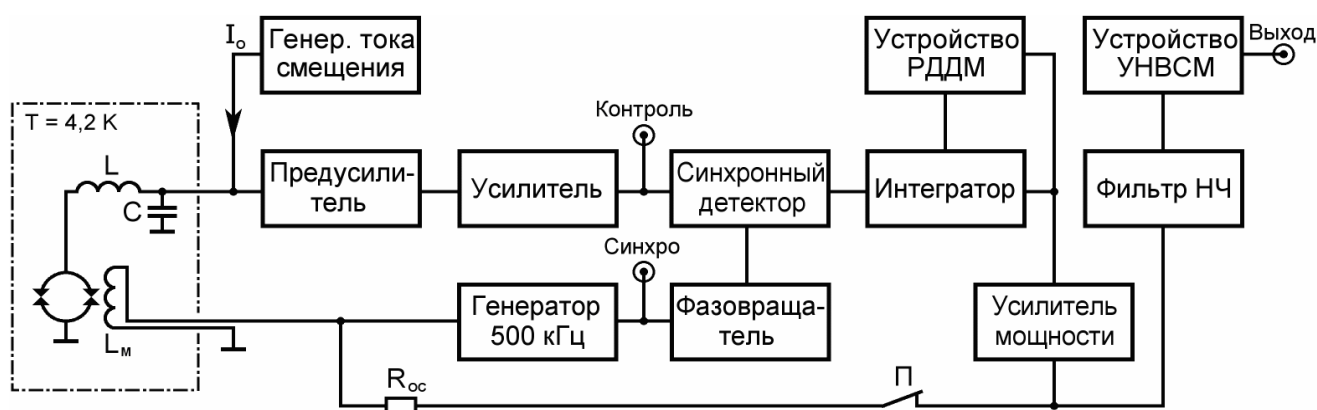 I₀
Генер. тока
смещения
Устройство
РДДМ
Устройство
УНВСМ
Выход
T = 4,2 K
L
C
Предусили-
тель
Усилитель
Контроль
Синхронный
детектор
Интегратор
Фильтр НЧ
Lм
Генератор
500 кГц
Синхро
Фазовраща-
тель
Усилитель
мощности
Rос
П